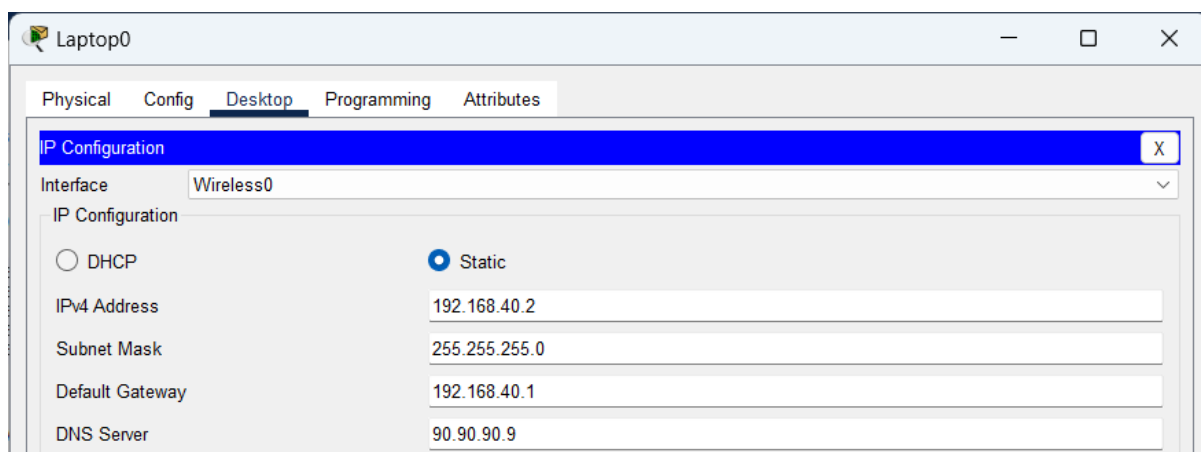 Laptop0
Physical Config Desktop Programming Attributes
IP Configuration X
Interface Wireless0
IP Configuration
DHCP Static
IPv4 Address 192.168.40.2
Subnet Mask 255.255.255.0
Default Gateway 192.168.40.1
DNS Server 90.90.90.9